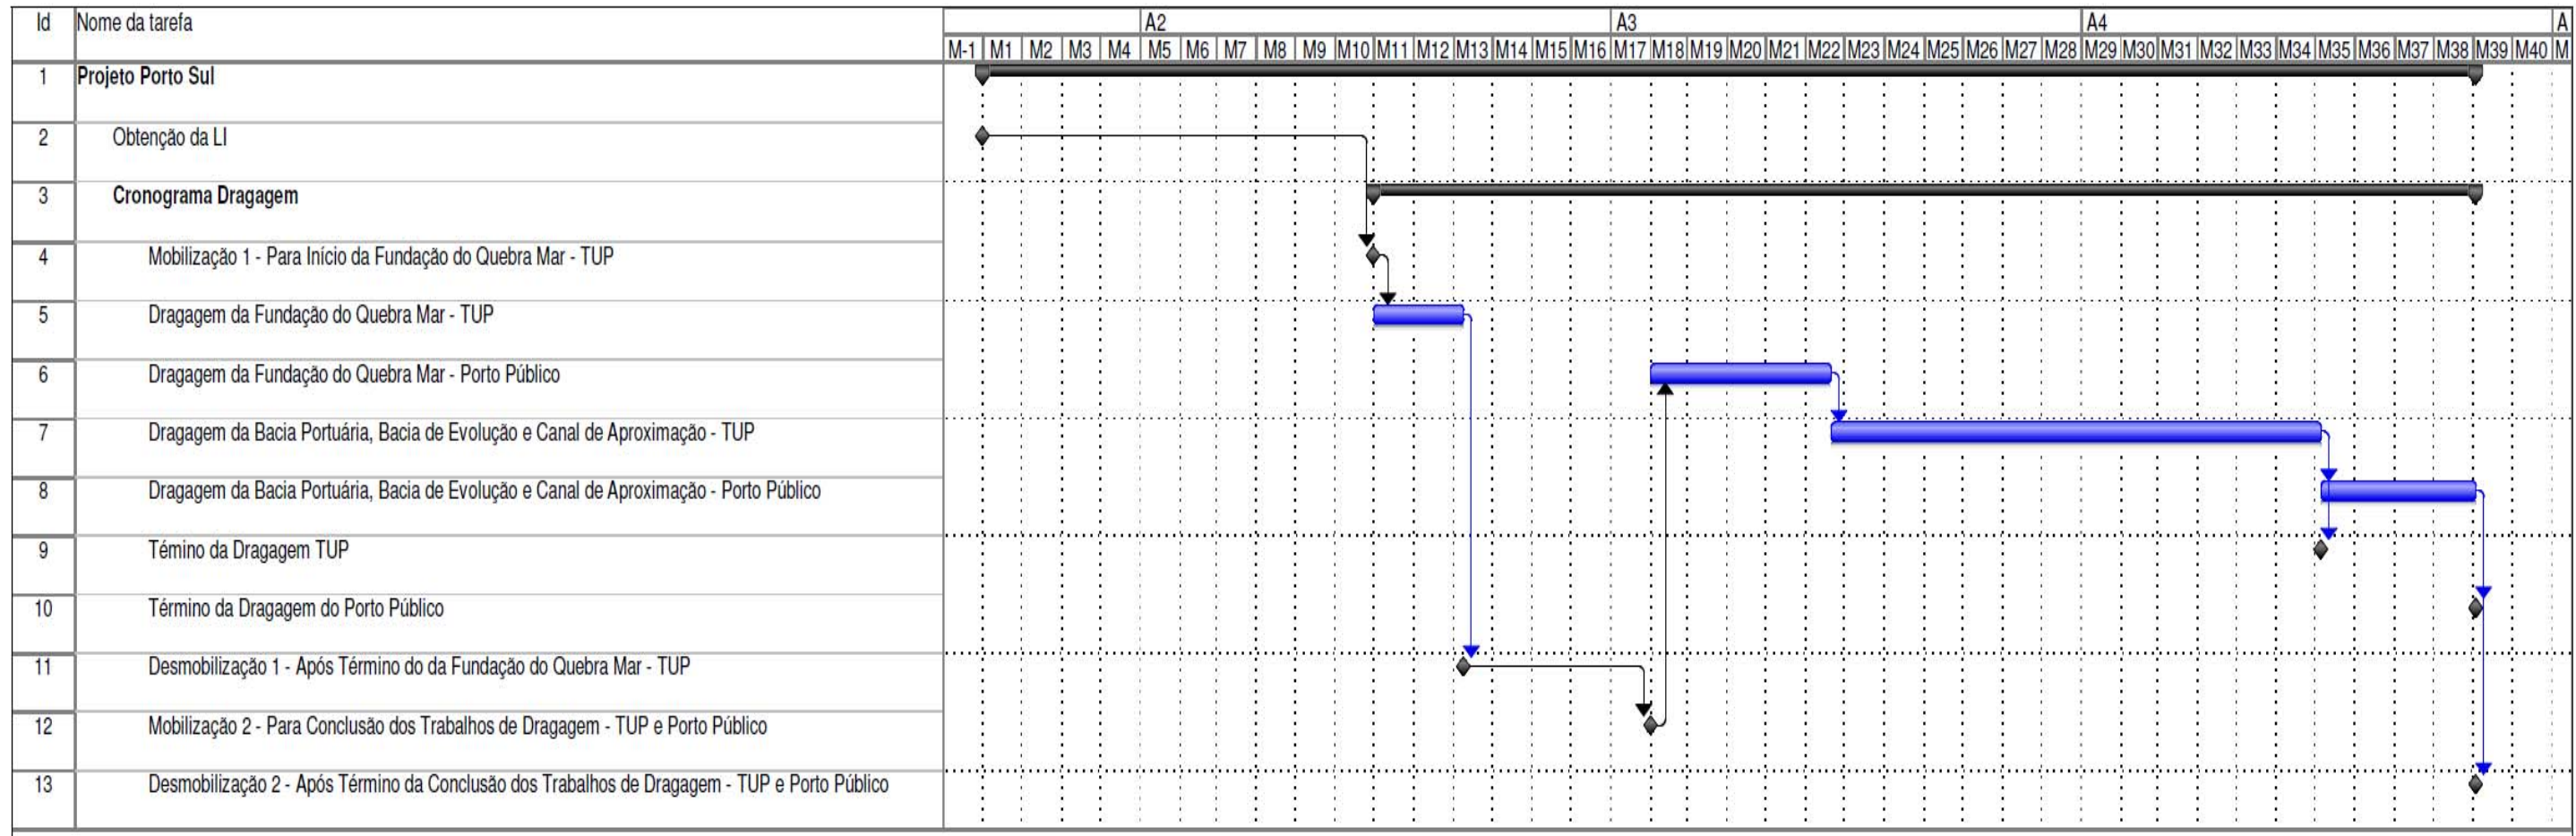 Id Nome da tarefa A2 A3 A4 A
M-1 M1 M2 M3 M4 M5 M6 M7 M8 M9 M10 M11 M12 M13 M14 M15 M16 M17 M18 M19 M20 M21 M22 M23 M24 M25 M26 M27 M28 M29 M30 M31 M32 M33 M34 M35 M36 M37 M38 M39 M40 M
1 Projeto Porto Sul
2 Obtenção da LI
3 Cronograma Dragagem
4 Mobilização 1 - Para Início da Fundação do Quebra Mar - TUP
5 Dragagem da Fundação do Quebra Mar - TUP
6 Dragagem da Fundação do Quebra Mar - Porto Público
7 Dragagem da Bacia Portuária, Bacia de Evolução e Canal de Aproximação - TUP
8 Dragagem da Bacia Portuária, Bacia de Evolução e Canal de Aproximação - Porto Público
9 Témino da Dragagem TUP
10 Término da Dragagem do Porto Público
11 Desmobilização 1 - Após Término do da Fundação do Quebra Mar - TUP
12 Mobilização 2 - Para Conclusão dos Trabalhos de Dragagem - TUP e Porto Público
13 Desmobilização 2 - Após Término da Conclusão dos Trabalhos de Dragagem - TUP e Porto Público